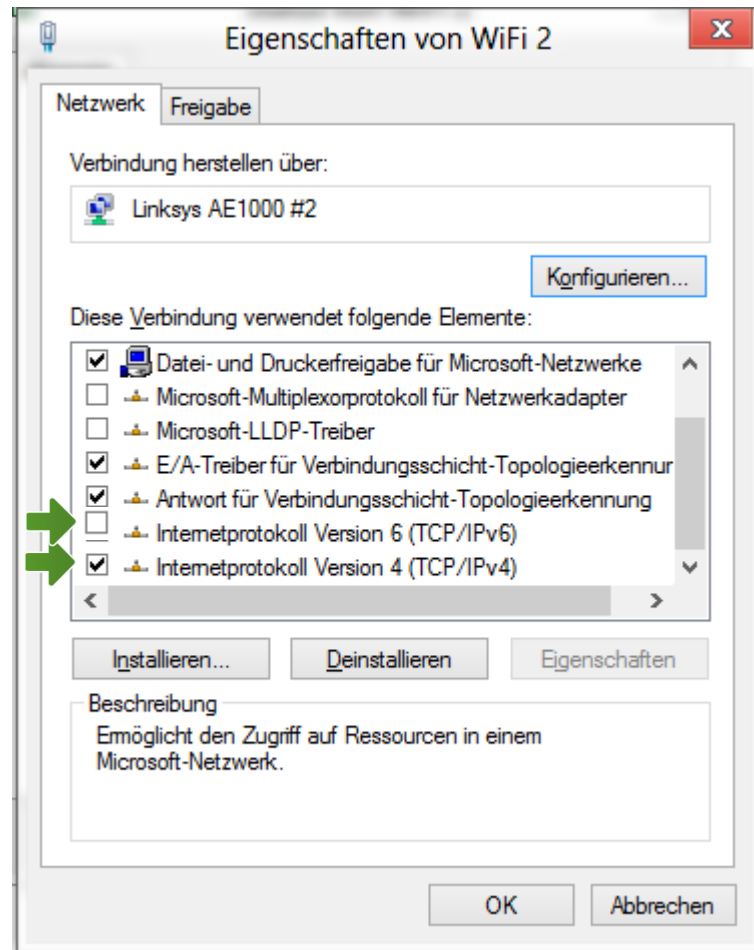 Eigenschaften von WiFi 2
Netzwerk
Freigabe
Verbindung herstellen über:
Linksys AE1000 #2
Konfigurieren...
Diese Verbindung verwendet folgende Elemente:
Datei- und Druckerfreigabe für Microsoft-Netzwerke
Microsoft-Multiplexorprotokoll für Netzwerkadapter
Microsoft-LLDP-Treiber
E/A-Treiber für Verbindungsschicht-Topologieerkennur
Antwort für Verbindungsschicht-Topologieerkennung
Internetprotokoll Version 6 (TCP/IPv6)
Internetprotokoll Version 4 (TCP/IPv4)
Installieren...
Deinstallieren
Eigenschaften
Beschreibung
Ermöglicht den Zugriff auf Ressourcen in einem
Microsoft-Netzwerk.
OK
Abbrechen